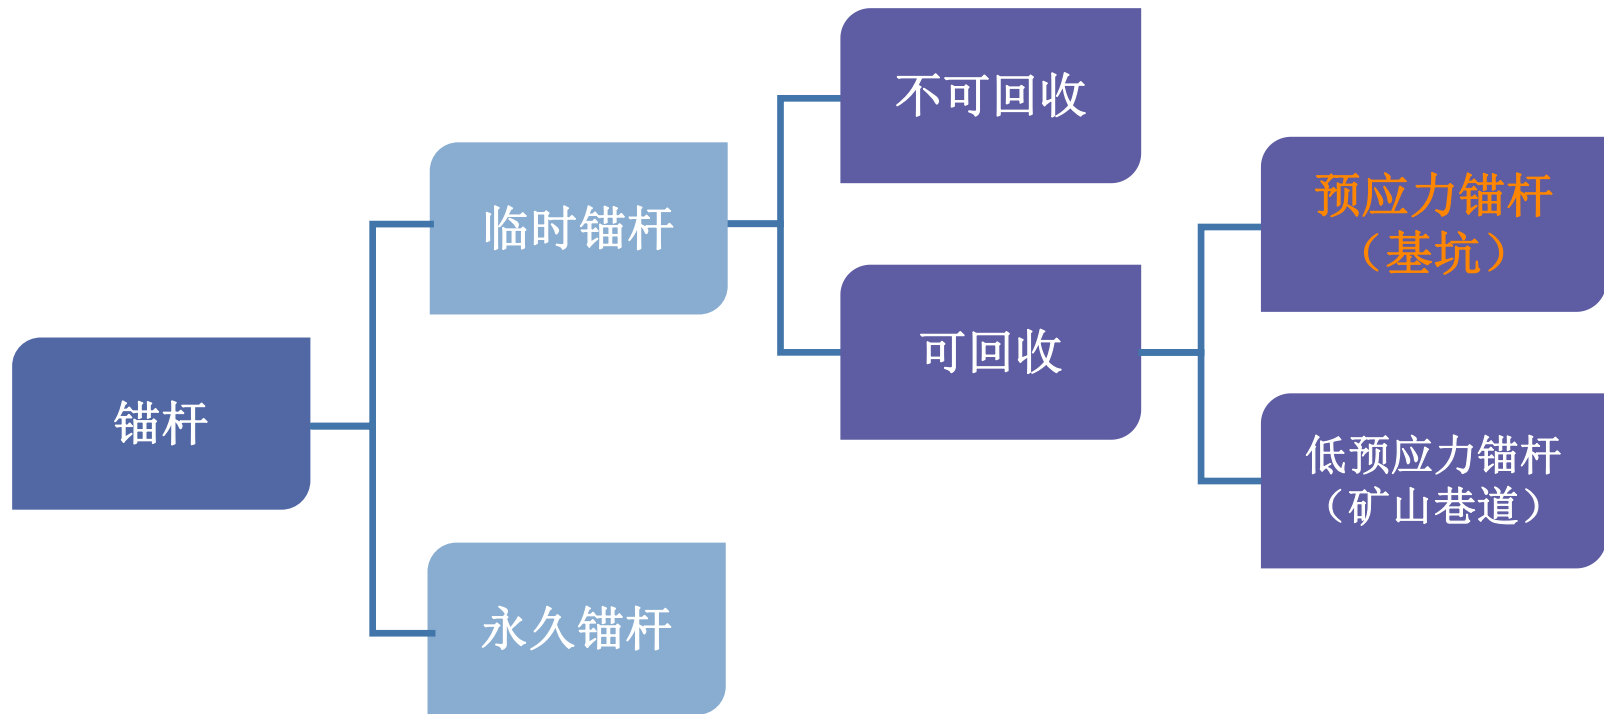 不可回收
预应力锚杆
（基坑）
临时锚杆
可回收
锚杆
低预应力锚杆
（矿山巷道）
永久锚杆